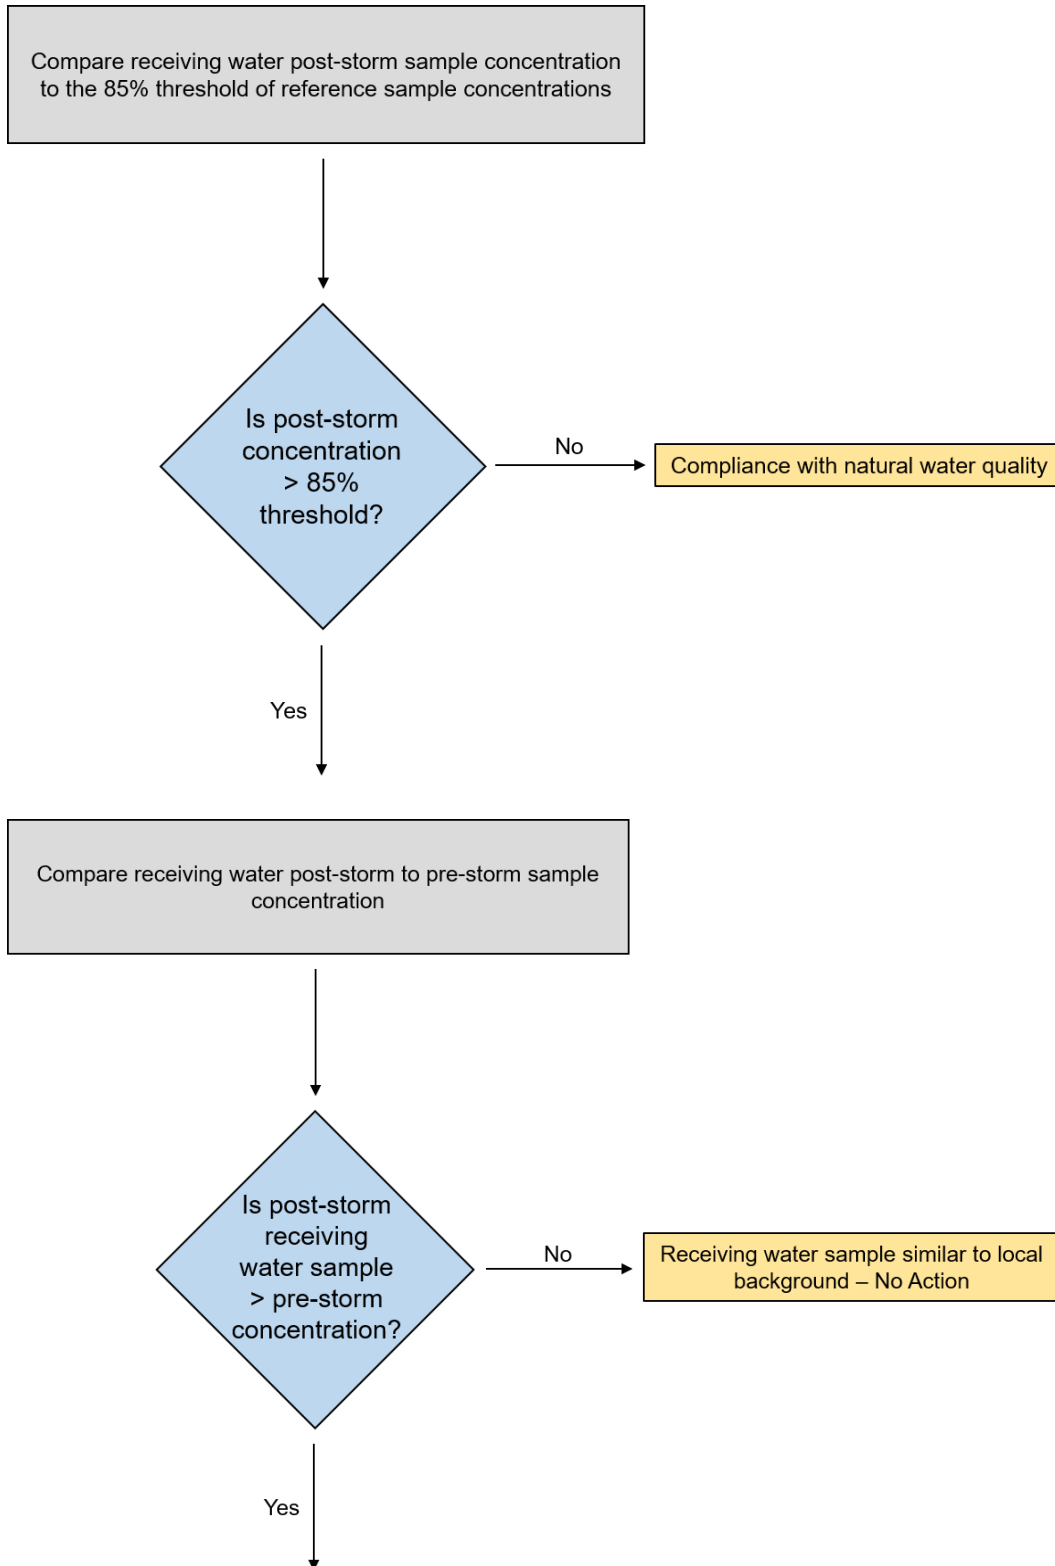 Compare receiving water post-storm sample concentration
to the 85% threshold of reference sample concentrations
Is post-storm
concentration
> 85%
threshold?
No
Compliance with natural water quality
Yes
Compare receiving water post-storm to pre-storm sample
concentration
Is post-storm
receiving
water sample
> pre-storm
concentration?
No
Receiving water sample similar to local
background – No Action
Yes